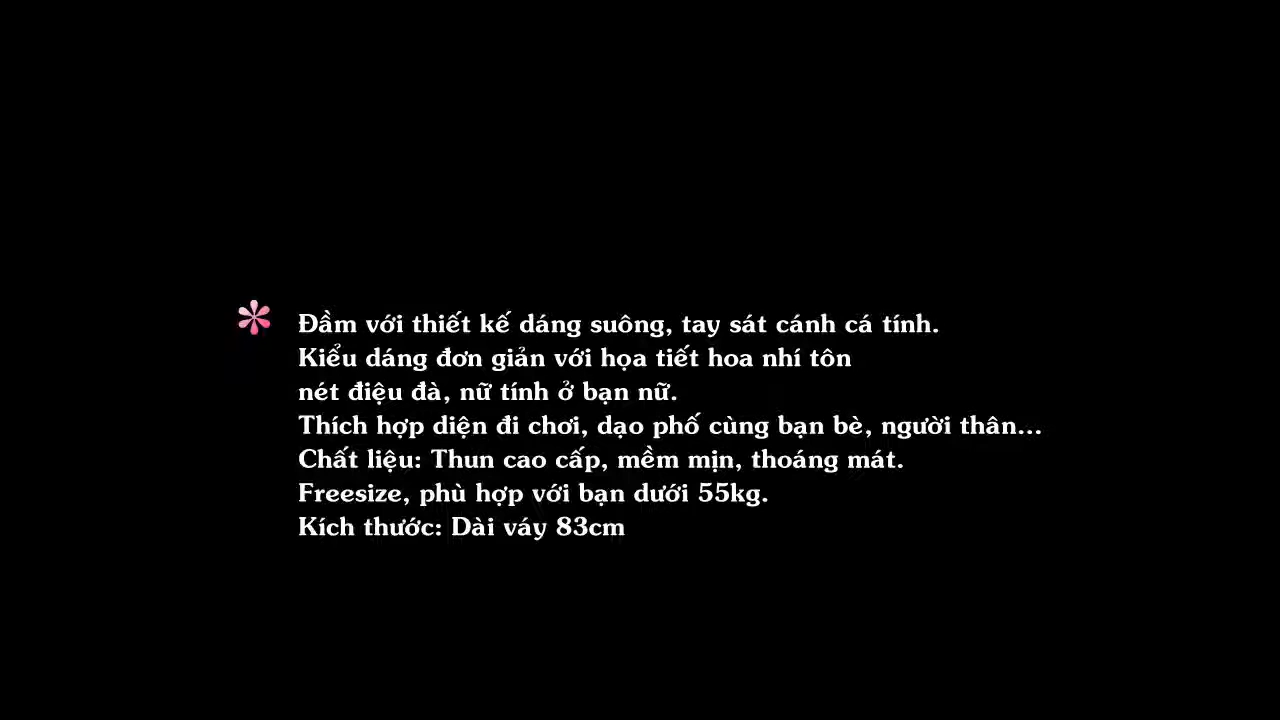 Đầm với thiết kế dáng suông, tay sát cánh cá tính.
Kiểu dáng đơn giản với họa tiết hoa nhí tôn
nét điệu đà, nữ tính ở bạn nữ.
Thích hợp diện đi chơi, dạo phố cùng bạn bè, người thân...
Chất liệu: Thun cao cấp, mềm mịn, thoáng mát.
Freesize, phù hợp với bạn dưới 55kg.
Kích thước: Dài váy 83cm